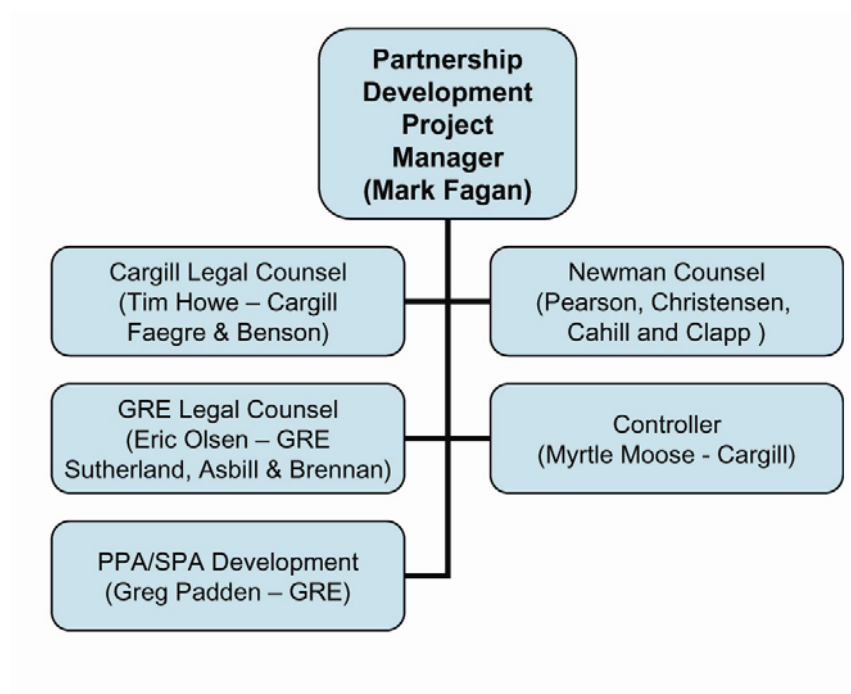 Partnership
Development
Project
Manager
(Mark Fagan)
Cargill Legal Counsel
(Tim Howe – Cargill
Faegre & Benson)
Newman Counsel
(Pearson, Christensen,
Cahill and Clapp )
GRE Legal Counsel
(Eric Olsen – GRE
Sutherland, Asbill & Brennan)
Controller
(Myrtle Moose - Cargill)
PPA/SPA Development
(Greg Padden – GRE)